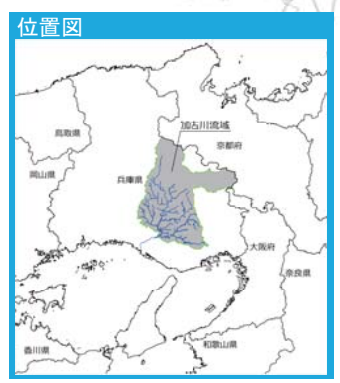 位置図
加古川流域
鳥取県
京都府
岡山県
兵庫県
大阪府
奈良県
和歌山県
香川県